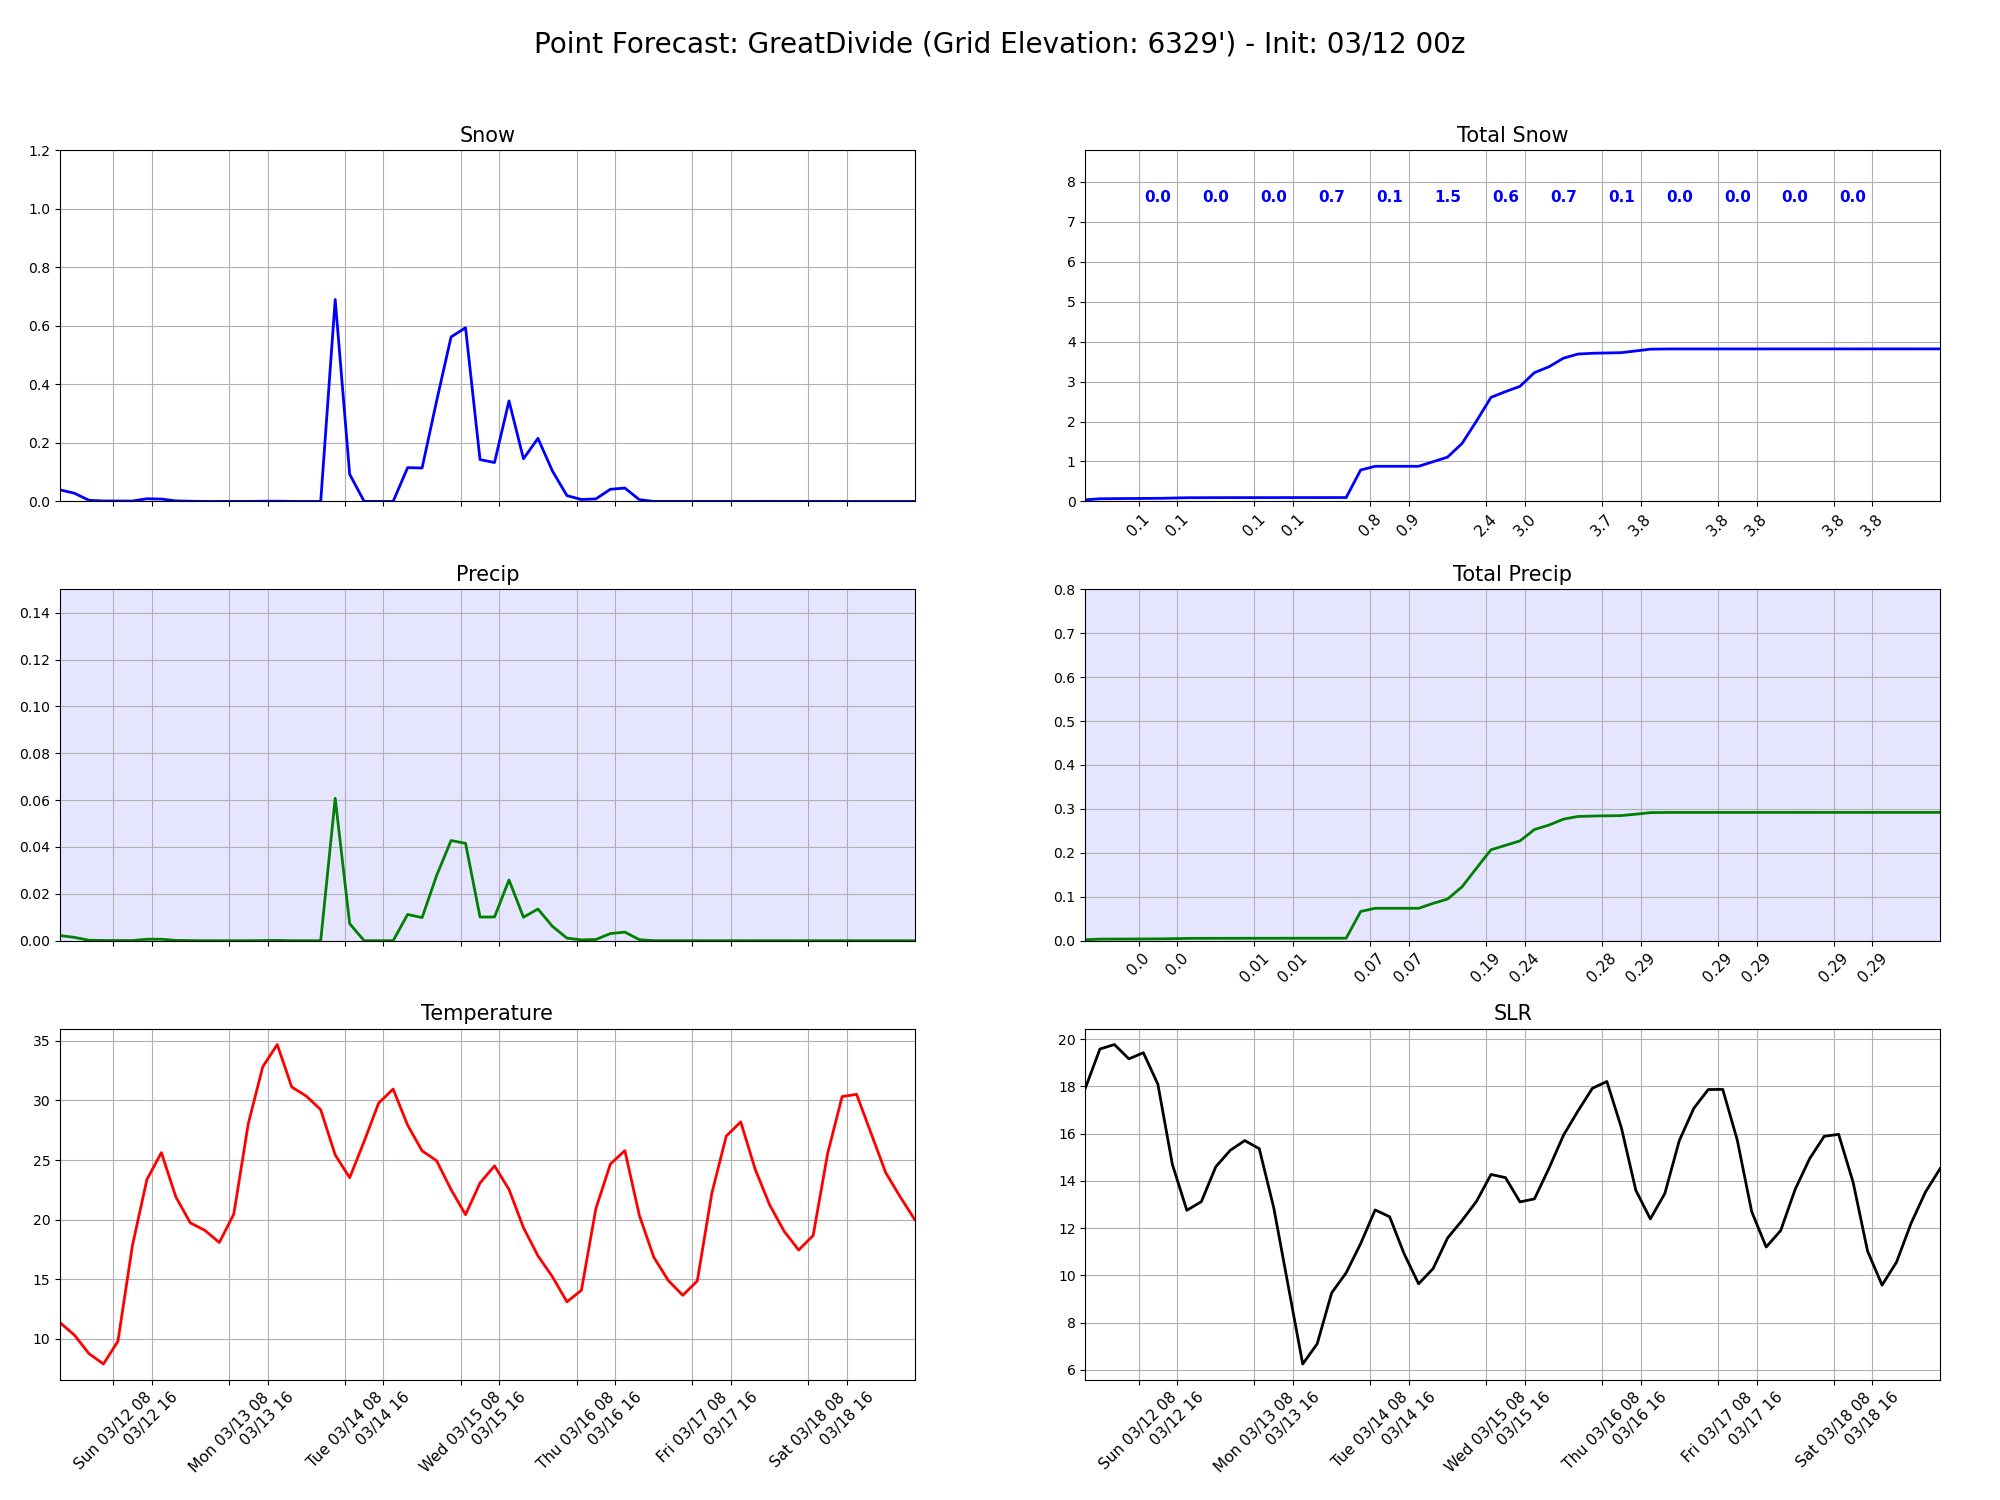 Point Forecast: GreatDivide (Grid Elevation: 6329') - Init: 03/12 00z
Snow
1.2
1.0
0.8
0.6
0.4
0.2
0.0
Total Snow
8
7
6
5
4
3
2
1
0
0.0 0.0 0.0 0.7 0.1 1.5 0.6 0.7 0.1 0.0 0.0 0.0 0.0
0.1 0.1 0.1 0.1 0.8 0.9 2.4 3.0 3.7 3.8 3.8 3.8 3.8 3.8
Precip
0.14
0.12
0.10
0.08
0.06
0.04
0.02
0.00
Total Precip
0.8
0.7
0.6
0.5
0.4
0.3
0.2
0.1
0.0
0.0 0.0 0.01 0.01 0.07 0.07 0.19 0.24 0.28 0.29 0.29 0.29 0.29 0.29
Temperature
35
30
25
20
15
10
Sun 03/12 08
03/12 16
Mon 03/13 08
03/13 16
Tue 03/14 08
03/14 16
Wed 03/15 08
03/15 16
Thu 03/16 08
03/16 16
Fri 03/17 08
03/17 16
Sat 03/18 08
03/18 16
SLR
20
18
16
14
12
10
8
6
Sun 03/12 08
03/12 16
Mon 03/13 08
03/13 16
Tue 03/14 08
03/14 16
Wed 03/15 08
03/15 16
Thu 03/16 08
03/16 16
Fri 03/17 08
03/17 16
Sat 03/18 08
03/18 16